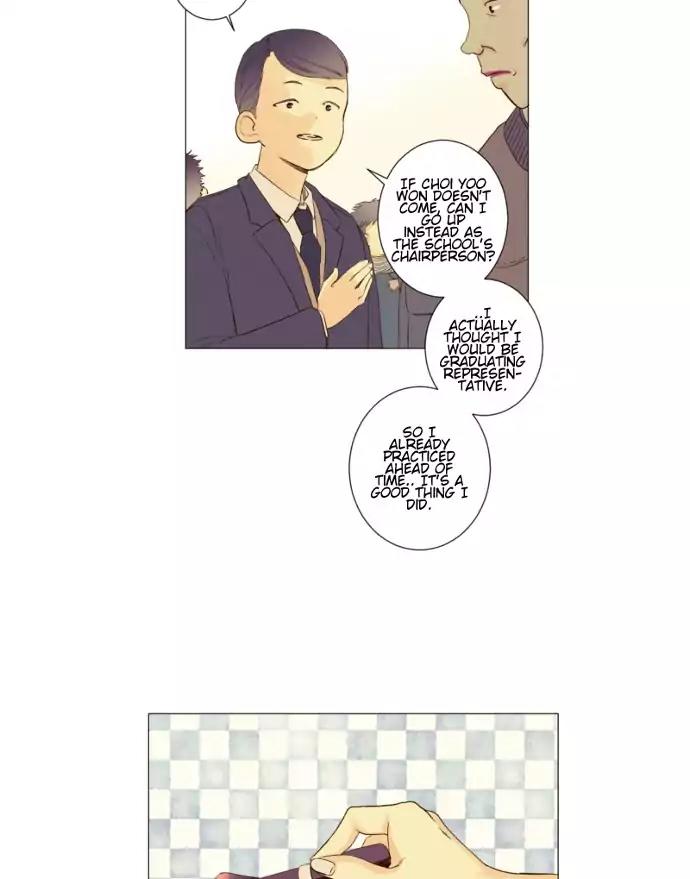 IF CHOI YOO
WON DOESN'T
COME, CAN I
GO UP
INSTEAD AS
THE SCHOOL'S
CHAIRPERSON?
..I
ACTUALLY
THOUGHT I
WOULD BE
GRADUATING
REPRESEN-
TATIVE.
SO I
ALREADY
PRACTICED
AHEAD OF
TIME.. IT'S A
GOOD THING I
DID.